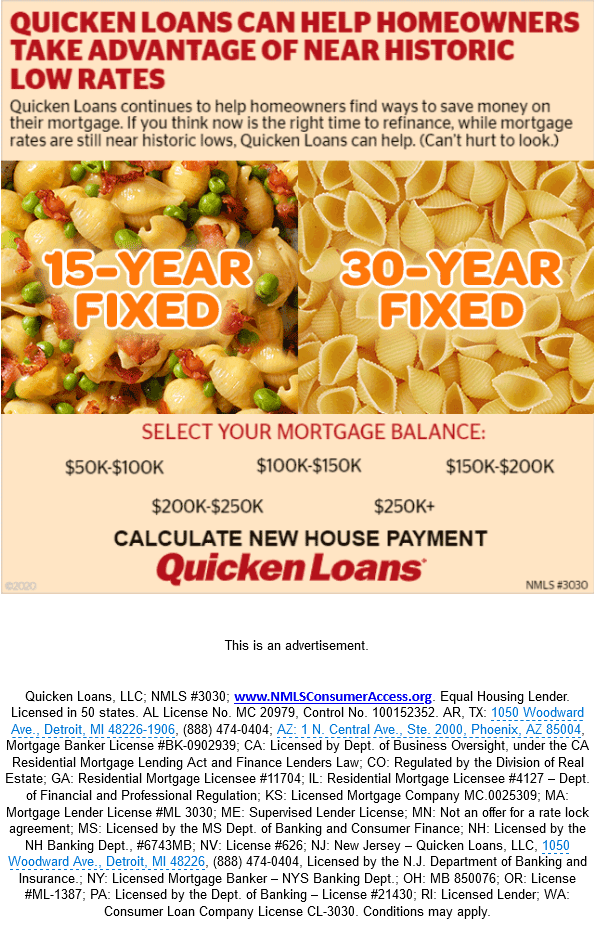 QUICKEN LOANS CAN HELP HOMEOWNERS
TAKE ADVANTAGE OF NEAR HISTORIC
LOW RATES
Quicken Loans continues to help homeowners find ways to save money on
their mortgage. If you think now is the right time to refinance, while mortgage
rates are still near historic lows, Quicken Loans can help. (Can't hurt to look.)
15-YEAR
FIXED
30-YEAR
FIXED
SELECT YOUR MORTGAGE BALANCE:
$50K-$100K $100K-$150K $150K-$200K
$200K-$250K $250K+
CALCULATE NEW HOUSE PAYMENT
Quicken Loans®
©2020 NMLS #3030
This is an advertisement.
Quicken Loans, LLC; NMLS #3030; www.NMLSConsumerAccess.org. Equal Housing Lender.
Licensed in 50 states. AL License No. MC 20979, Control No. 100152352. AR, TX: 1050 Woodward
Ave., Detroit, MI 48226-1906, (888) 474-0404; AZ: 1 N. Central Ave., Ste. 2000, Phoenix, AZ 85004,
Mortgage Banker License #BK-0902939; CA: Licensed by Dept. of Business Oversight, under the CA
Residential Mortgage Lending Act and Finance Lenders Law; CO: Regulated by the Division of Real
Estate; GA: Residential Mortgage Licensee #11704; IL: Residential Mortgage Licensee #4127 – Dept.
of Financial and Professional Regulation; KS: Licensed Mortgage Company MC.0025309; MA:
Mortgage Lender License #ML 3030; ME: Supervised Lender License; MN: Not an offer for a rate lock
agreement; MS: Licensed by the MS Dept. of Banking and Consumer Finance; NH: Licensed by the
NH Banking Dept., #6743MB; NV: License #626; NJ: New Jersey – Quicken Loans, LLC, 1050
Woodward Ave., Detroit, MI 48226, (888) 474-0404, Licensed by the N.J. Department of Banking and
Insurance.; NY: Licensed Mortgage Banker – NYS Banking Dept.; OH: MB 850076; OR: License
#ML-1387; PA: Licensed by the Dept. of Banking – License #21430; RI: Licensed Lender; WA:
Consumer Loan Company License CL-3030. Conditions may apply.